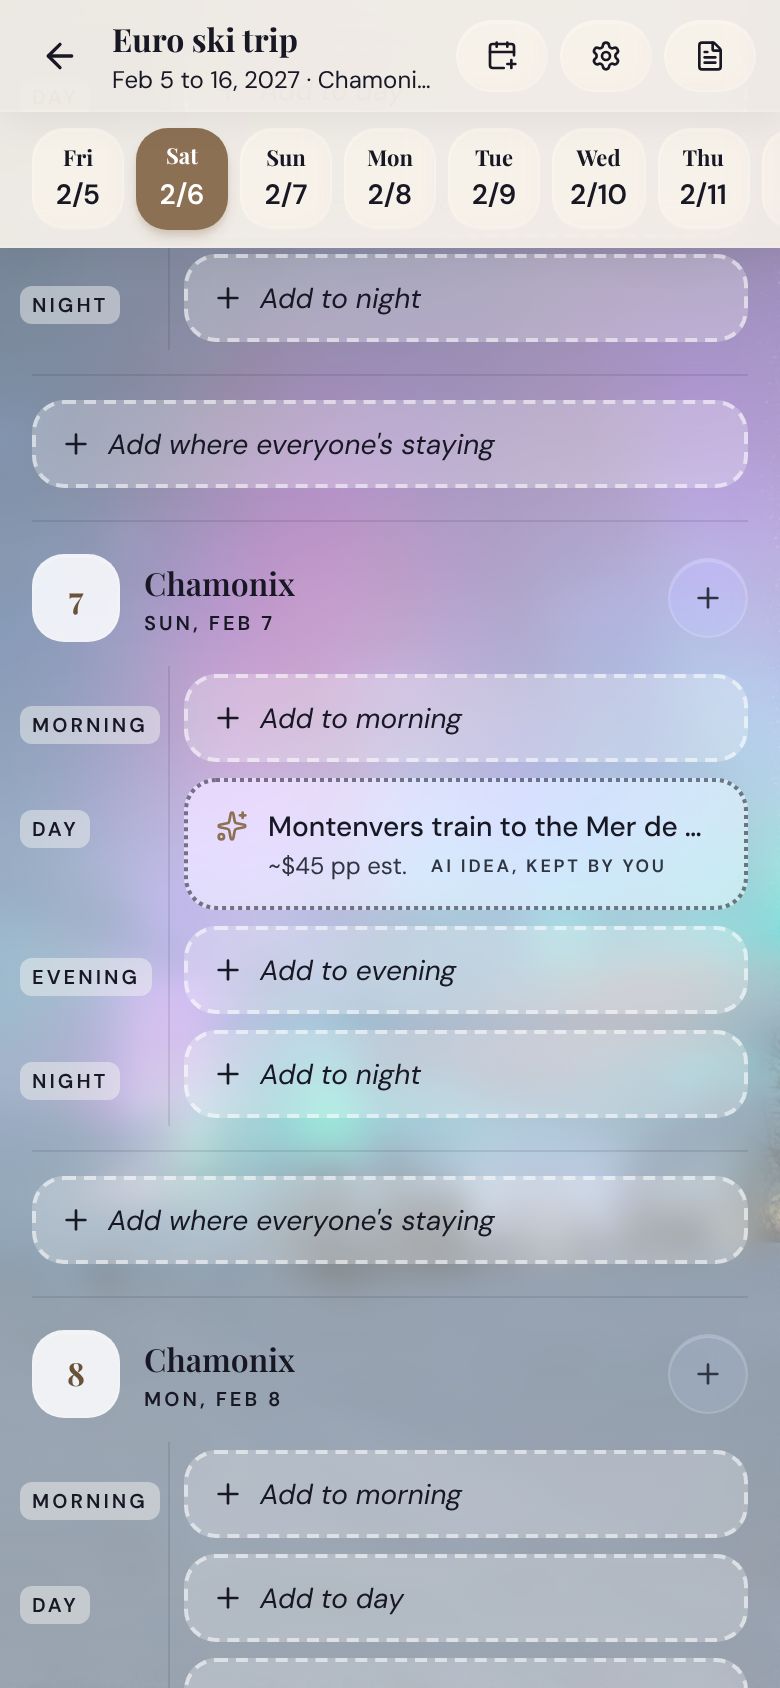 Euro ski trip
Feb 5 to 16, 2027 · Chamoni...
DAY
Add to day
Fri
2/5
Sat
2/6
Sun
2/7
Mon
2/8
Tue
2/9
Wed
2/10
Thu
2/11
NIGHT
+ Add to night
+ Add where everyone's staying
7
Chamonix
SUN, FEB 7
+
MORNING
+ Add to morning
DAY
Montenvers train to the Mer de ...
~$45 pp est. AI IDEA, KEPT BY YOU
EVENING
+ Add to evening
NIGHT
+ Add to night
+ Add where everyone's staying
8
Chamonix
MON, FEB 8
+
MORNING
+ Add to morning
DAY
+ Add to day